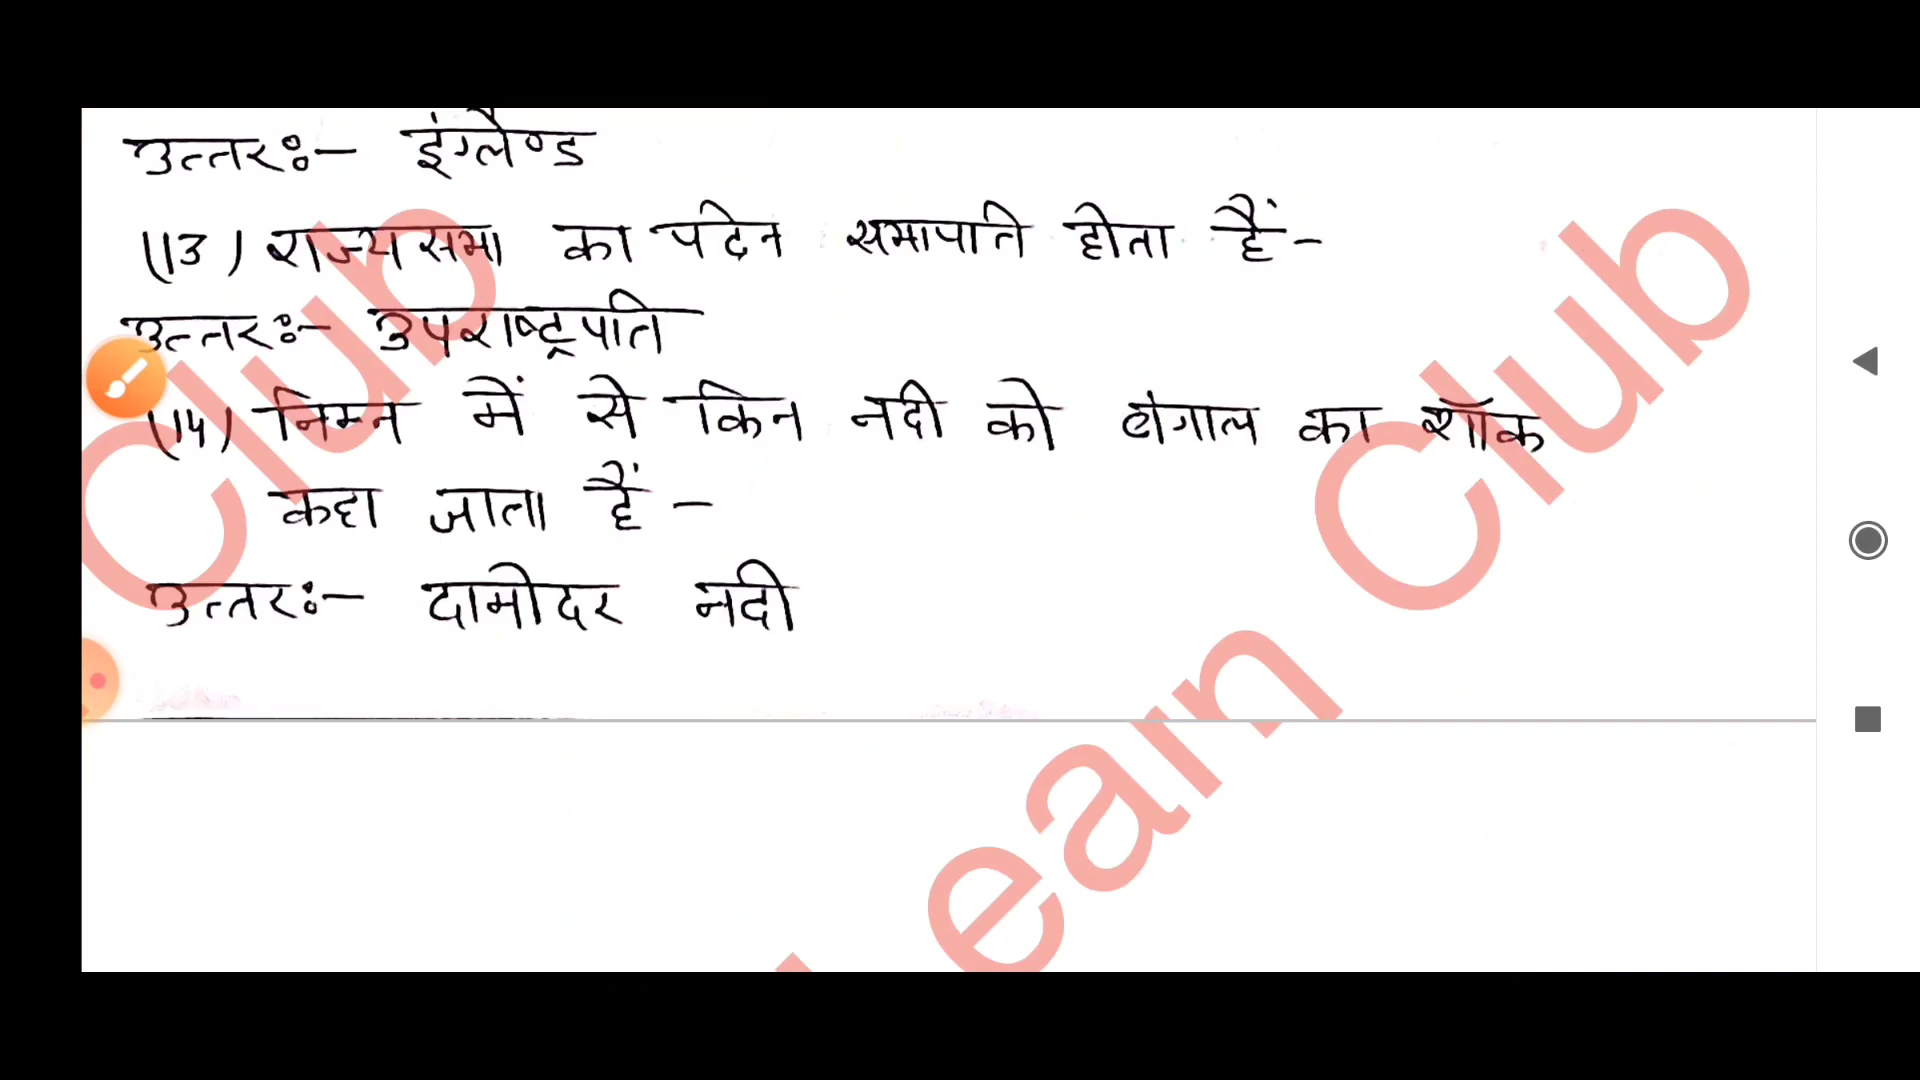 उत्तरः- इंग्लैण्ड
(13) राज्यसभा का पदेन सभापति होता हैं-
उत्तरः- उपराष्ट्रपति
(14) निम्न में से किन नदी को बंगाल का शॉक
कहा जाता हैं -
उत्तरः- दामोदर नदी
Club
Club
Learn